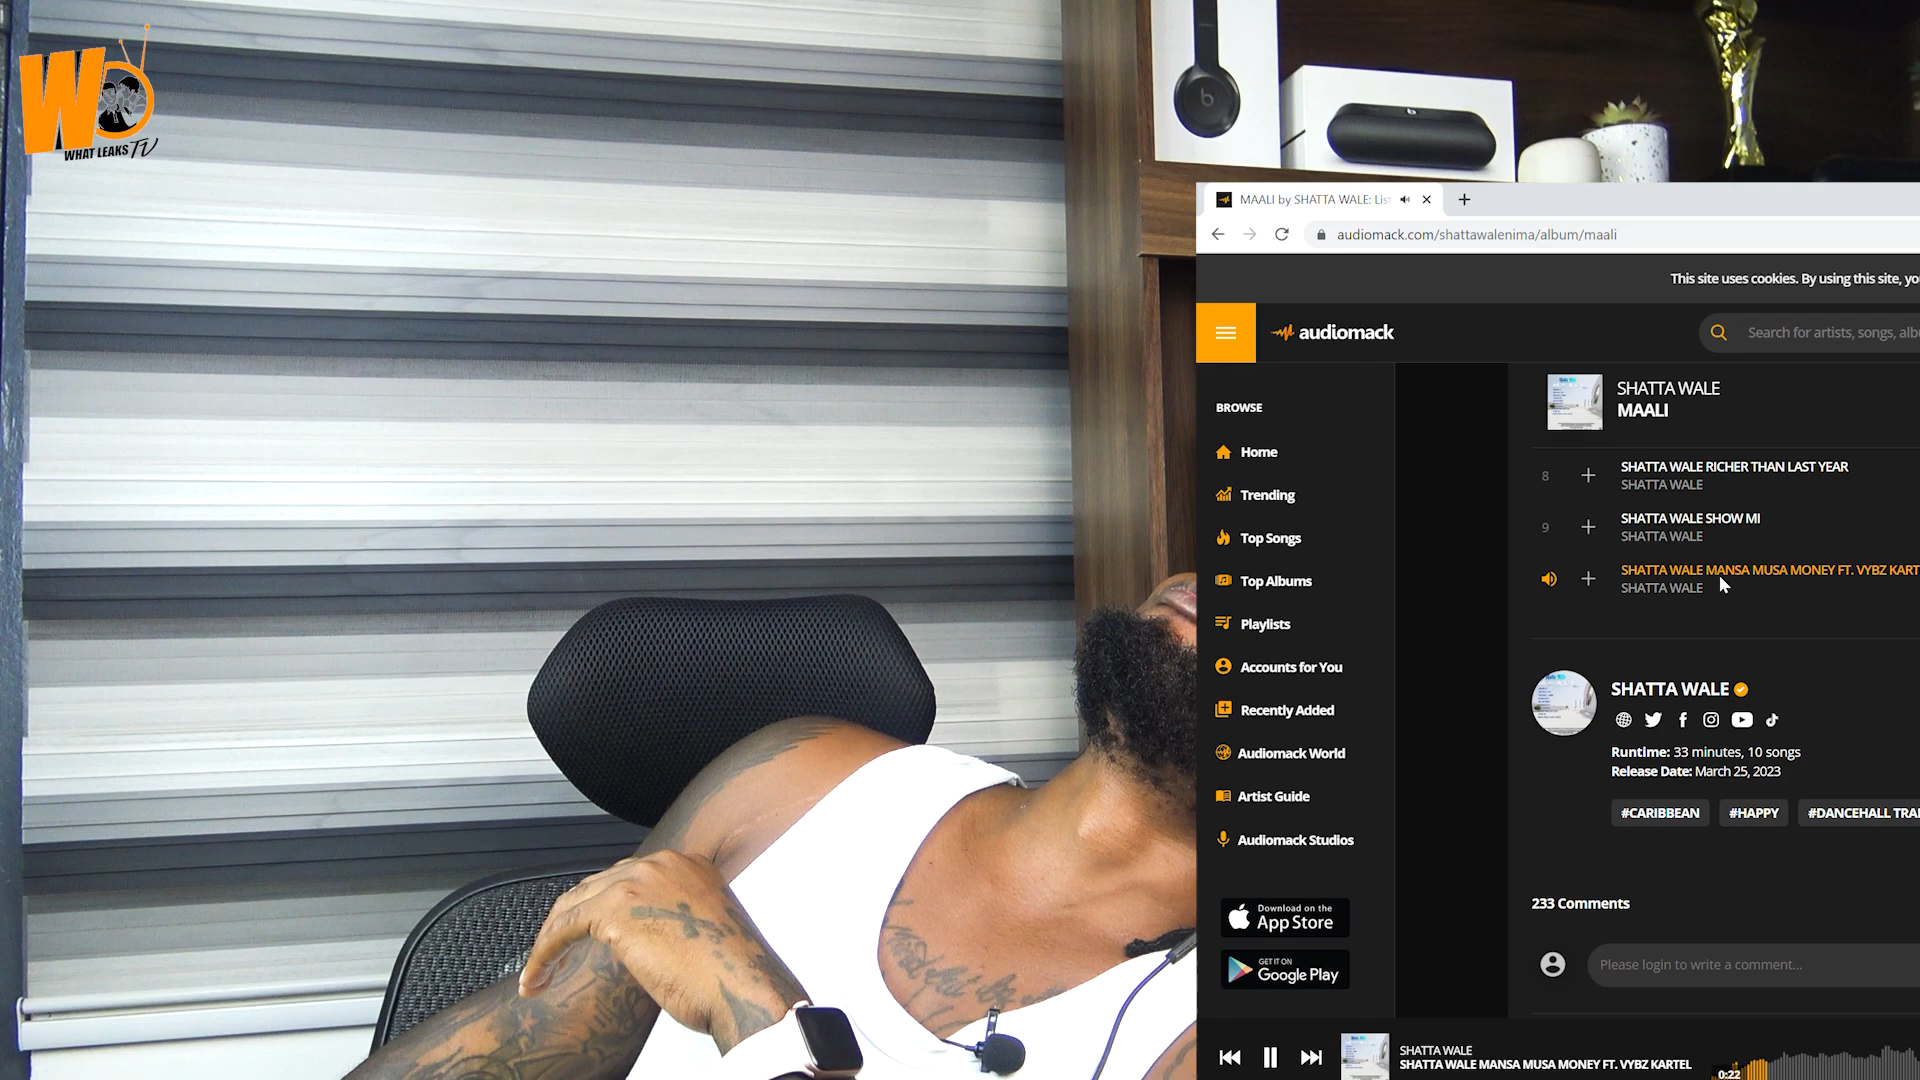 W
WHAT LEAKS TV
b
MAALI by SHATTA WALE: Lis
audiomack.com/shattawalenima/album/maali
This site uses cookies. By using this site, yo
audiomack
Search for artists, songs, alb
BROWSE
Home
Trending
Top Songs
Top Albums
Playlists
Accounts for You
Recently Added
Audiomack World
Artist Guide
Audiomack Studios
Download on the
App Store
GET IT ON
Google Play
SHATTA WALE
MAALI
8
SHATTA WALE RICHER THAN LAST YEAR
SHATTA WALE
9
SHATTA WALE SHOW MI
SHATTA WALE
SHATTA WALE MANSA MUSA MONEY FT. VYBZ KART
SHATTA WALE
SHATTA WALE
Runtime: 33 minutes, 10 songs
Release Date: March 25, 2023
#CARIBBEAN
#HAPPY
#DANCEHALL TRA
233 Comments
Please login to write a comment...
SHATTA WALE
SHATTA WALE MANSA MUSA MONEY FT. VYBZ KARTEL
0:22